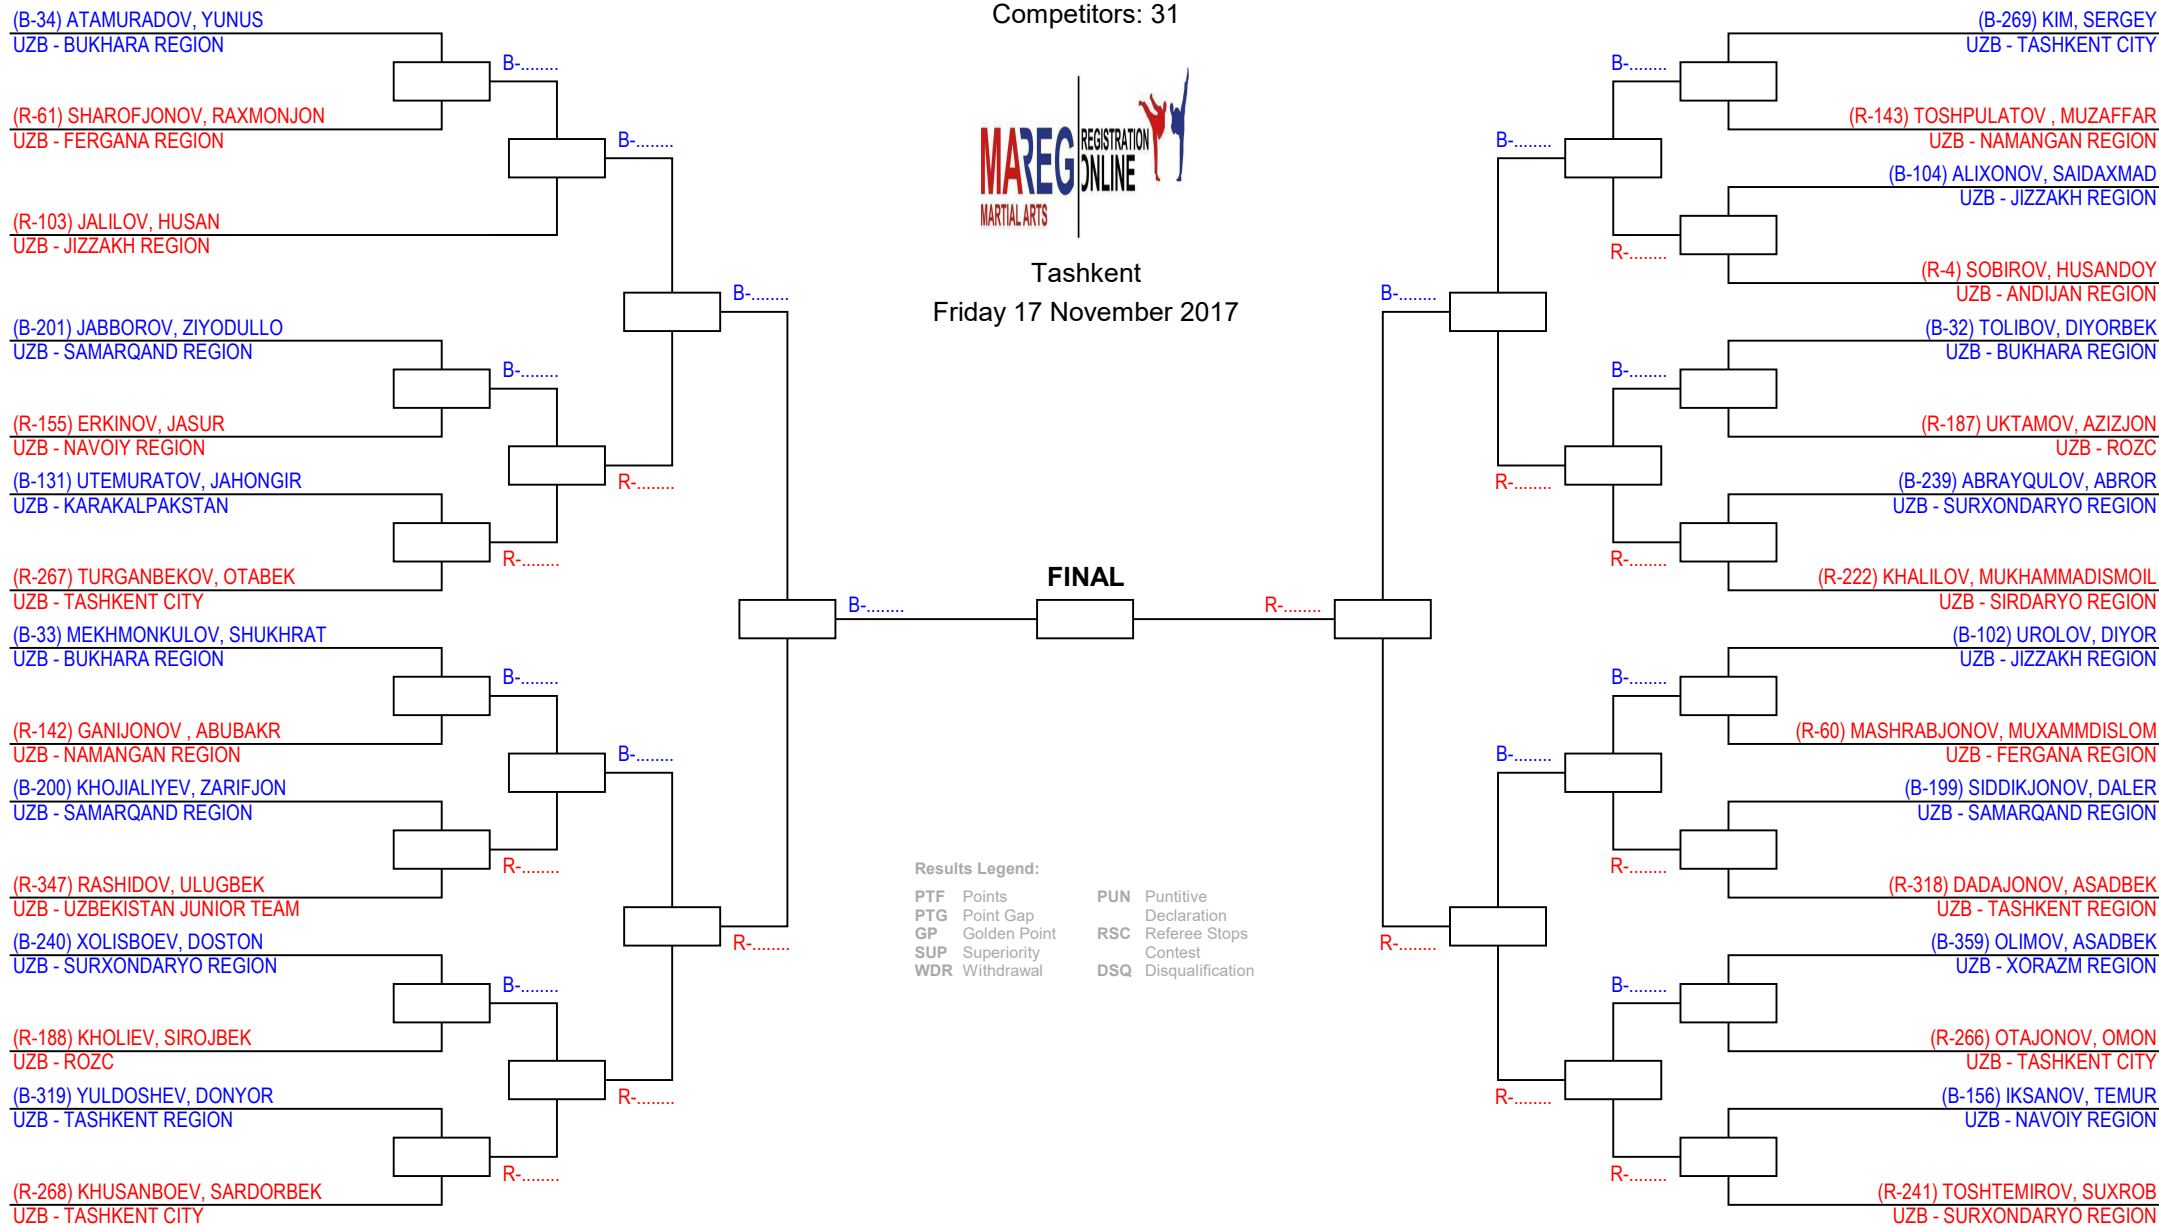 Competitors: 31
MAREG
REGISTRATION
ONLINE
MARTIAL ARTS
Tashkent
Friday 17 November 2017
(B-34) ATAMURADOV, YUNUS
UZB - BUKHARA REGION
B-........
(R-61) SHAROFJONOV, RAXMONJON
UZB - FERGANA REGION
B-........
(R-103) JALILOV, HUSAN
UZB - JIZZAKH REGION
B-........
(B-201) JABBOROV, ZIYODULLO
UZB - SAMARQAND REGION
B-........
(R-155) ERKINOV, JASUR
UZB - NAVOIY REGION
(B-131) UTEMURATOV, JAHONGIR
R-........
UZB - KARAKALPAKSTAN
R-........
(R-267) TURGANBEKOV, OTABEK
UZB - TASHKENT CITY
B-........
(B-33) MEKHMONKULOV, SHUKHRAT
UZB - BUKHARA REGION
B-........
(R-142) GANIJONOV , ABUBAKR
UZB - NAMANGAN REGION
B-........
(B-200) KHOJIALIYEV, ZARIFJON
UZB - SAMARQAND REGION
R-........
(R-347) RASHIDOV, ULUGBEK
UZB - UZBEKISTAN JUNIOR TEAM
(B-240) XOLISBOEV, DOSTON
R-........
UZB - SURXONDARYO REGION
B-........
(R-188) KHOLIEV, SIROJBEK
UZB - ROZC
(B-319) YULDOSHEV, DONYOR
R-........
UZB - TASHKENT REGION
R-........
(R-268) KHUSANBOEV, SARDORBEK
UZB - TASHKENT CITY
FINAL
Results Legend:
PTF Points
PTG Point Gap
GP Golden Point
SUP Superiority
WDR Withdrawal
PUN Puntitive
Declaration
RSC Referee Stops
Contest
DSQ Disqualification
(B-269) KIM, SERGEY
UZB - TASHKENT CITY
B-........
(R-143) TOSHPULATOV , MUZAFFAR
UZB - NAMANGAN REGION
B-........
(B-104) ALIXONOV, SAIDAXMAD
UZB - JIZZAKH REGION
R-........
(R-4) SOBIROV, HUSANDOY
UZB - ANDIJAN REGION
B-........
(B-32) TOLIBOV, DIYORBEK
UZB - BUKHARA REGION
B-........
(R-187) UKTAMOV, AZIZJON
UZB - ROZC
(B-239) ABRAYQULOV, ABROR
R-........
UZB - SURXONDARYO REGION
R-........
(R-222) KHALILOV, MUKHAMMADISMOIL
UZB - SIRDARYO REGION
R-........
(B-102) UROLOV, DIYOR
UZB - JIZZAKH REGION
B-........
(R-60) MASHRABJONOV, MUXAMMDISLOM
UZB - FERGANA REGION
B-........
(B-199) SIDDIKJONOV, DALER
UZB - SAMARQAND REGION
R-........
(R-318) DADAJONOV, ASADBEK
UZB - TASHKENT REGION
(B-359) OLIMOV, ASADBEK
R-........
UZB - XORAZM REGION
B-........
(R-266) OTAJONOV, OMON
UZB - TASHKENT CITY
(B-156) IKSANOV, TEMUR
R-........
UZB - NAVOIY REGION
R-........
(R-241) TOSHTEMIROV, SUXROB
UZB - SURXONDARYO REGION